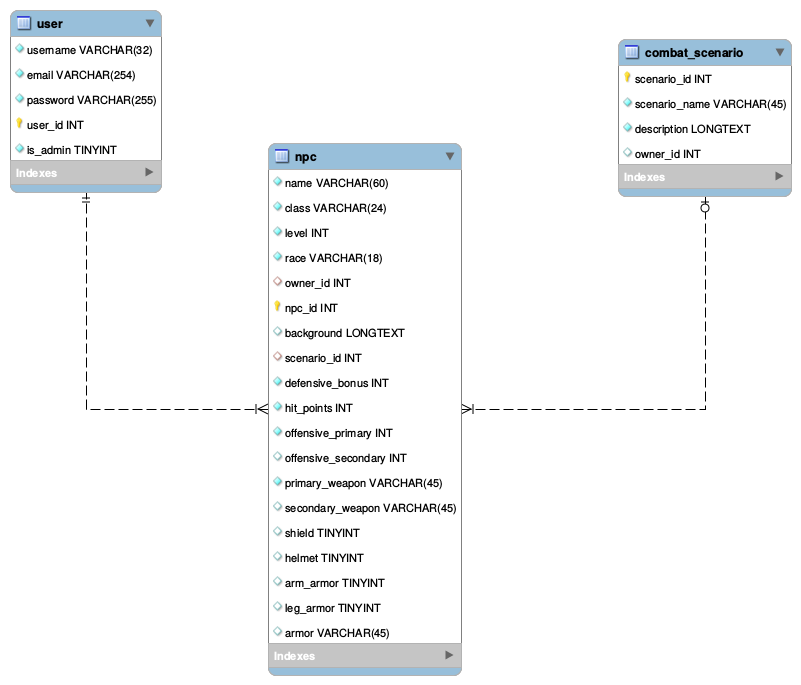 user
username VARCHAR(32)
email VARCHAR(254)
password VARCHAR(255)
user_id INT
is_admin TINYINT
Indexes
npc
name VARCHAR(60)
class VARCHAR(24)
level INT
race VARCHAR(18)
owner_id INT
npc_id INT
background LONGTEXT
scenario_id INT
defensive_bonus INT
hit_points INT
offensive_primary INT
offensive_secondary INT
primary_weapon VARCHAR(45)
secondary_weapon VARCHAR(45)
shield TINYINT
helmet TINYINT
arm_armor TINYINT
leg_armor TINYINT
armor VARCHAR(45)
Indexes
combat_scenario
scenario_id INT
scenario_name VARCHAR(45)
description LONGTEXT
owner_id INT
Indexes